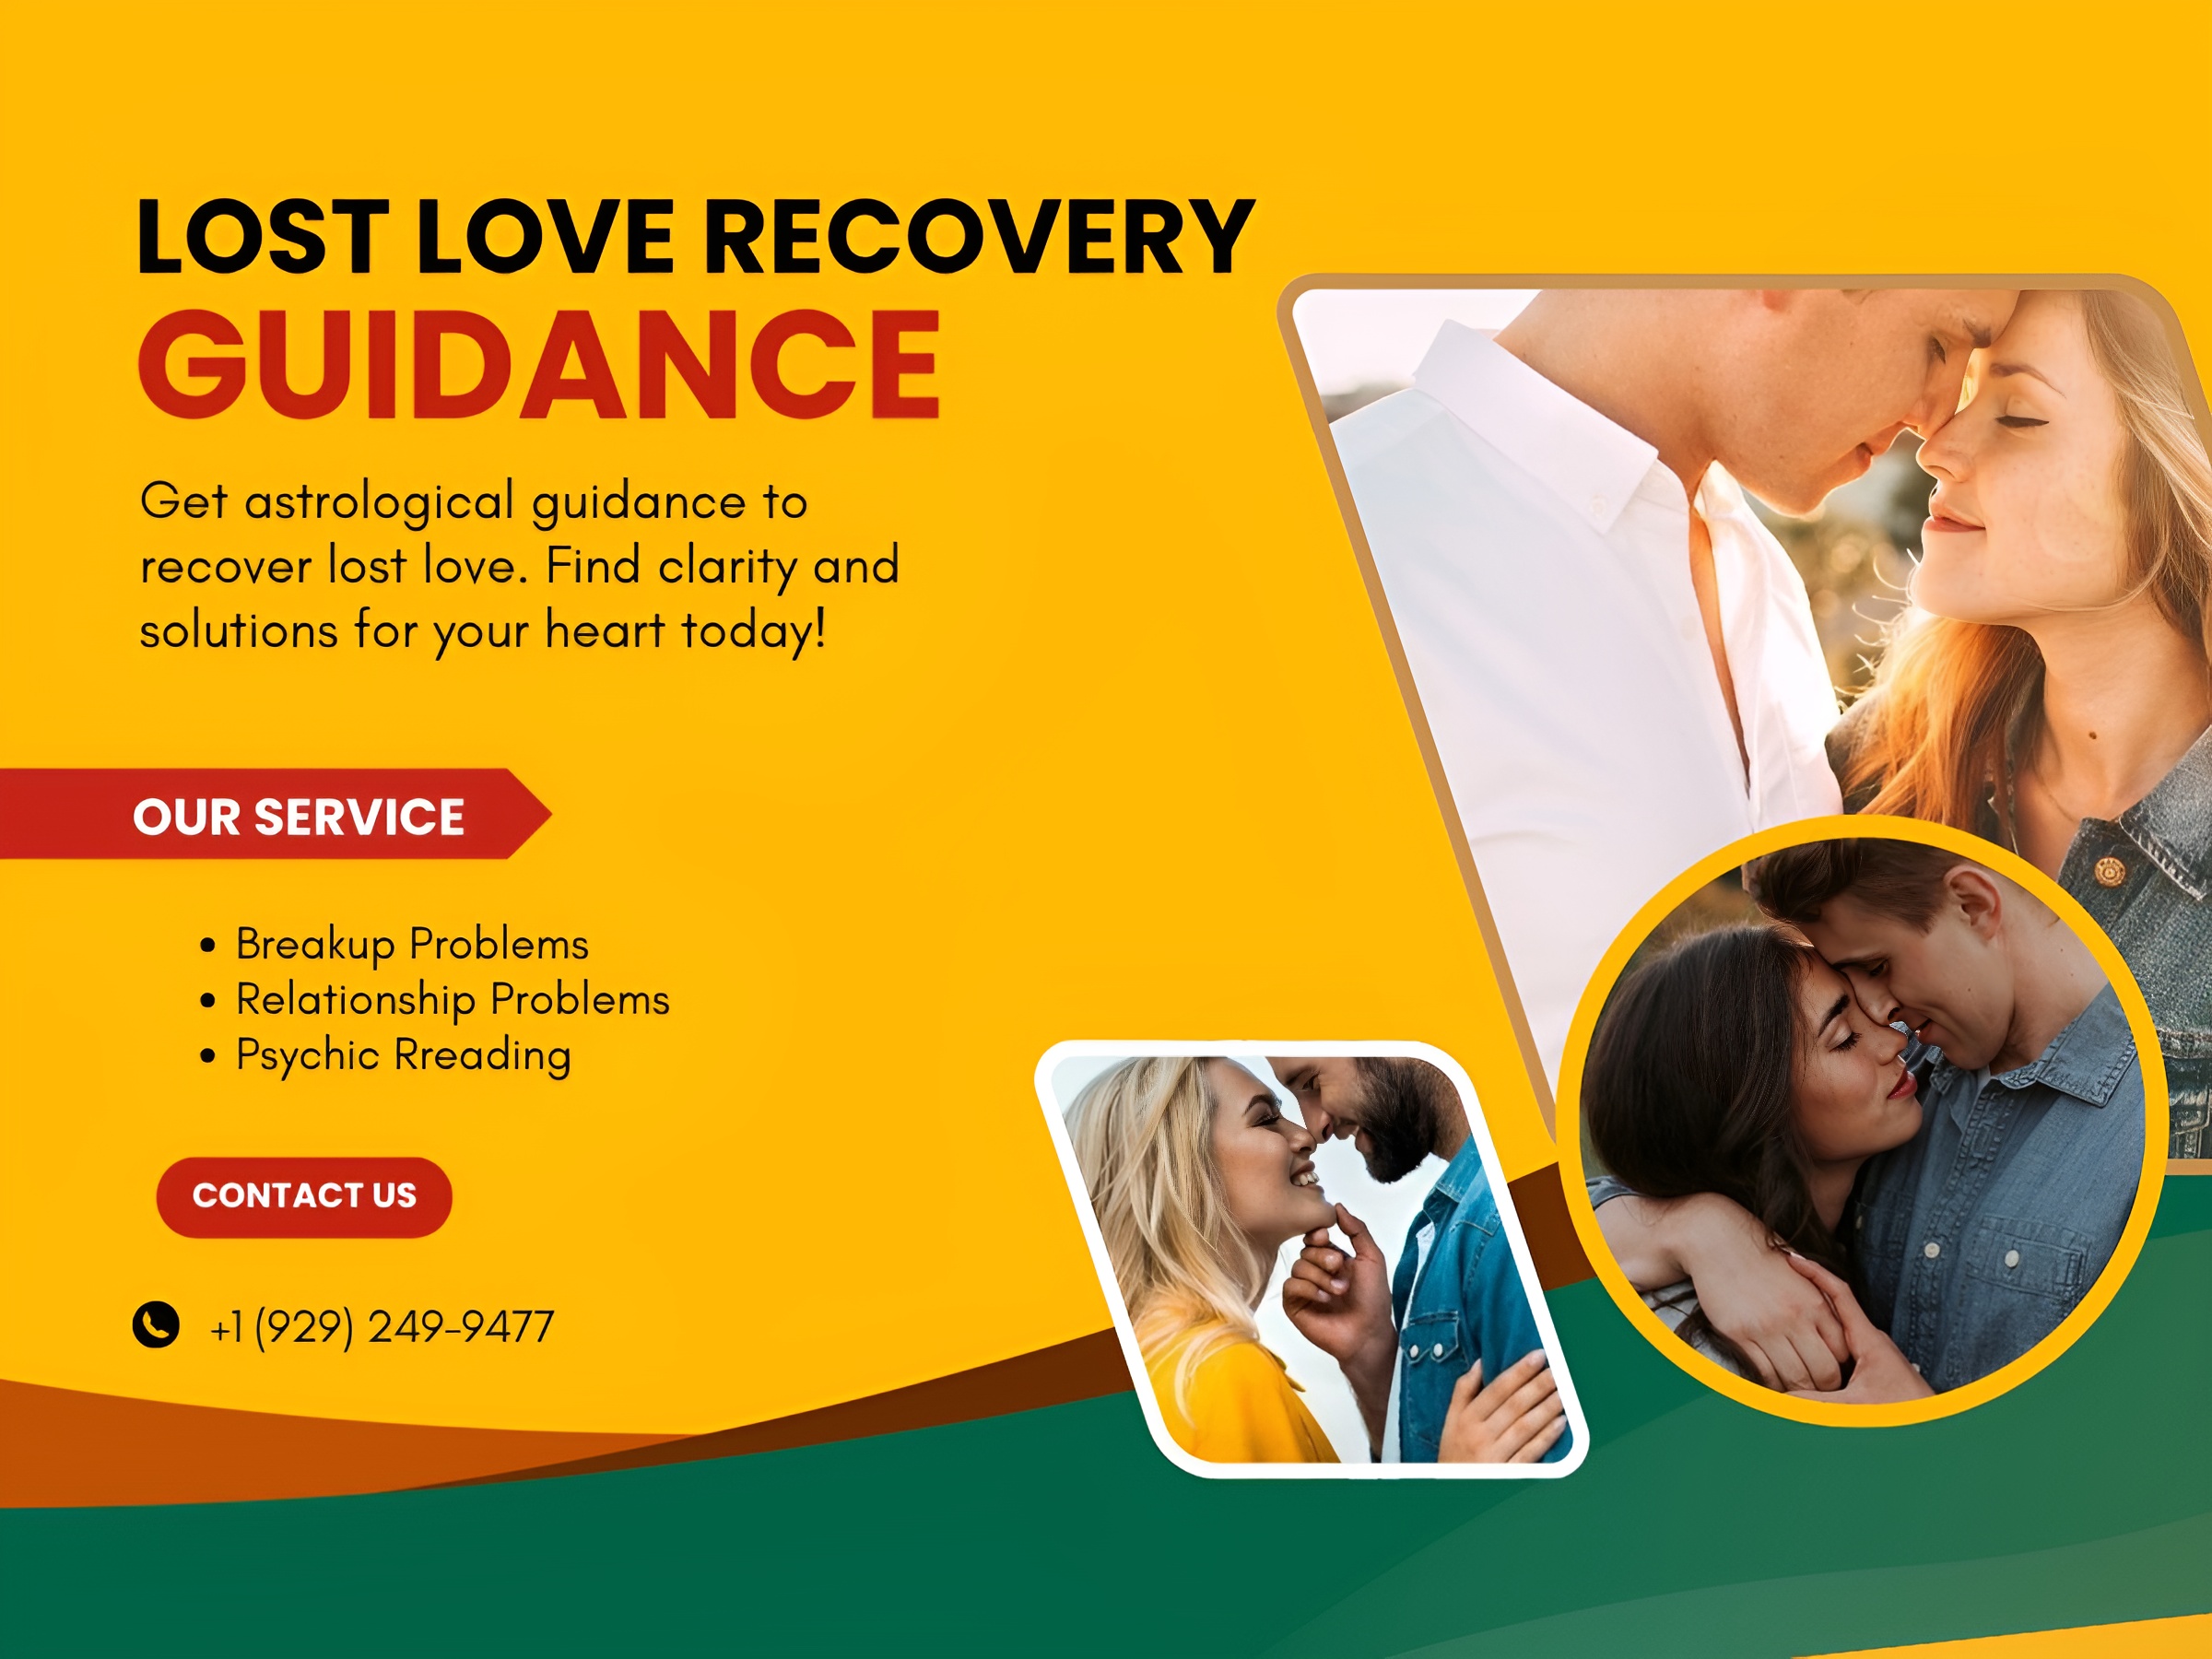 LOST LOVE RECOVERY
GUIDANCE
Get astrological guidance to
recover lost love. Find clarity and
solutions for your heart today!
OUR SERVICE
• Breakup Problems
• Relationship Problems
• Psychic Rreading
CONTACT US
+1 (929) 249-9477